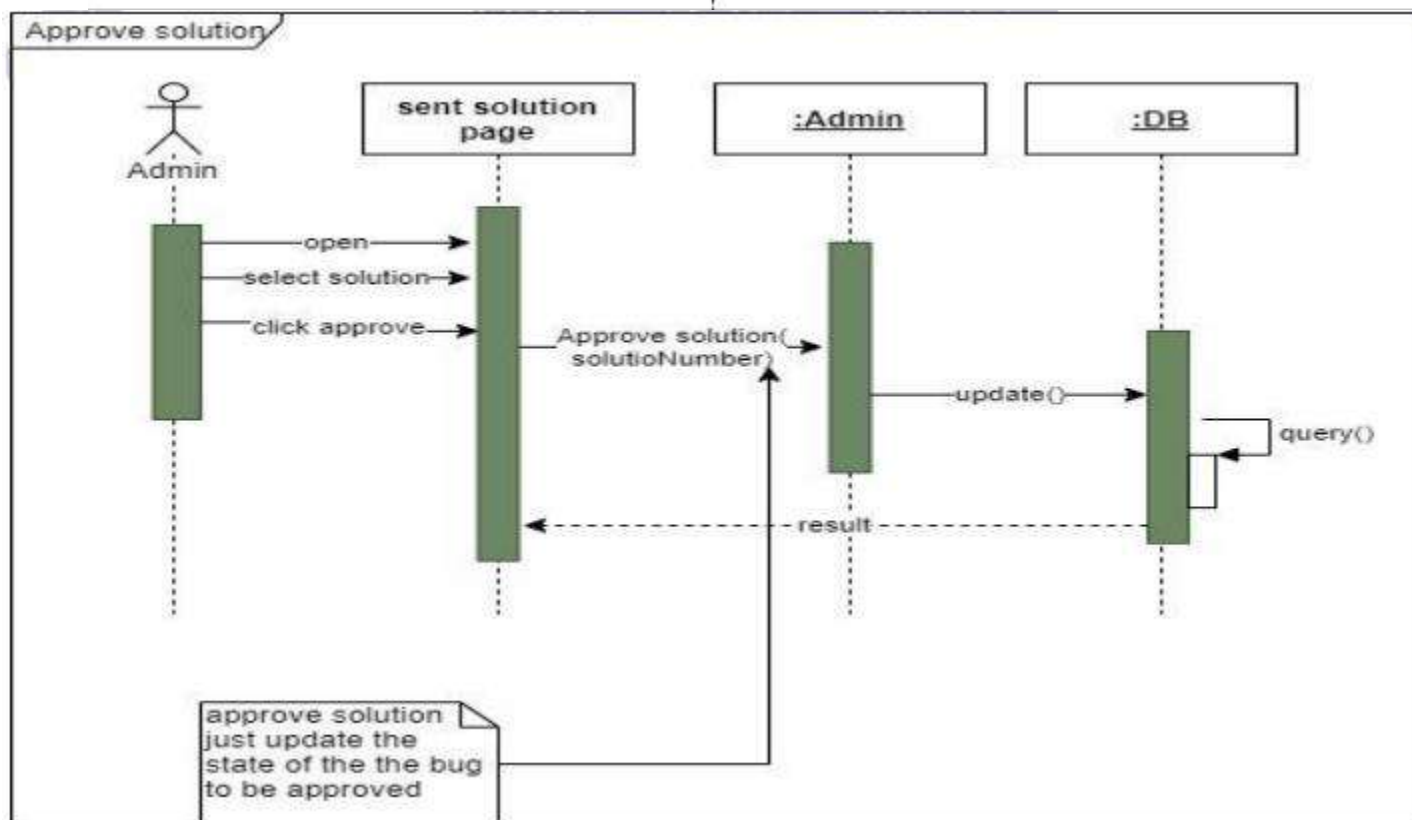 Approve solution
sent solution
page
:Admin
:DB
Admin
open
select solution
click approve
Approve solution(
solutioNumber)
update()
query()
result
approve solution
just update the
state of the the bug
to be approved